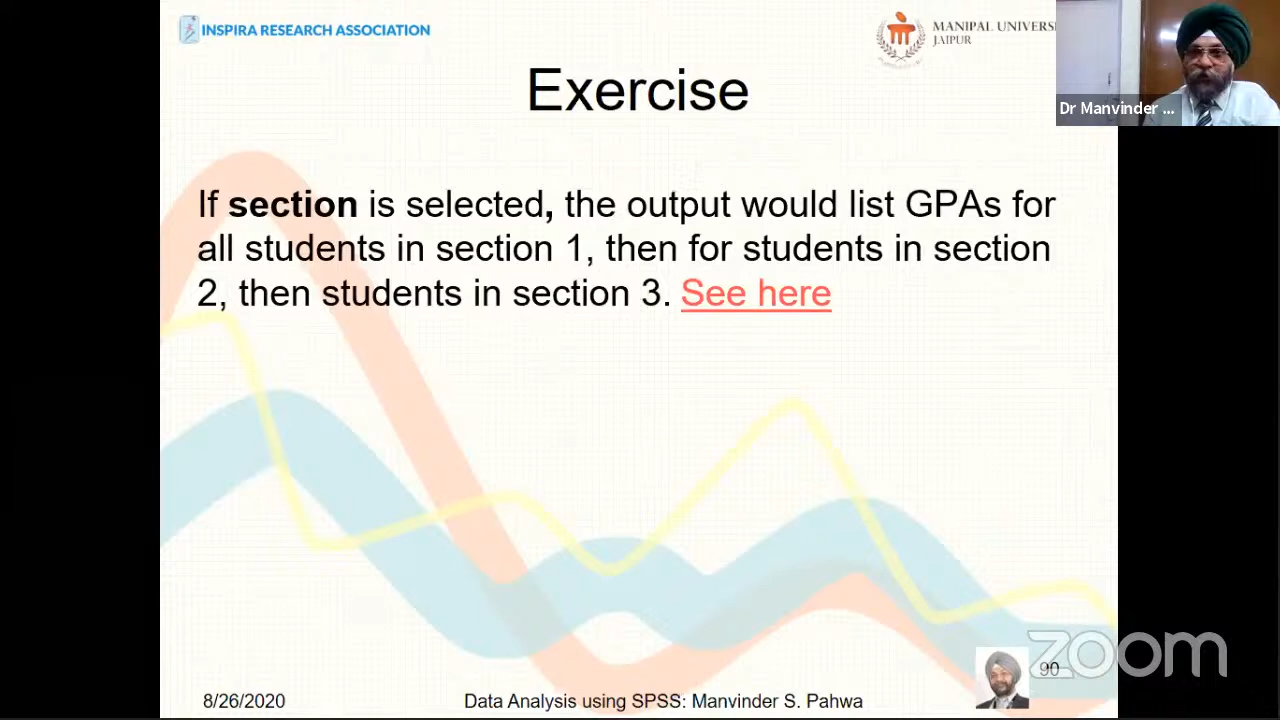 INSPIRA RESEARCH ASSOCIATION
MANIPAL UNIVERS
JAIPUR
Dr Manvinder ...
Exercise
If section is selected, the output would list GPAs for
all students in section 1, then for students in section
2, then students in section 3. See here
zoom
90
8/26/2020
Data Analysis using SPSS: Manvinder S. Pahwa